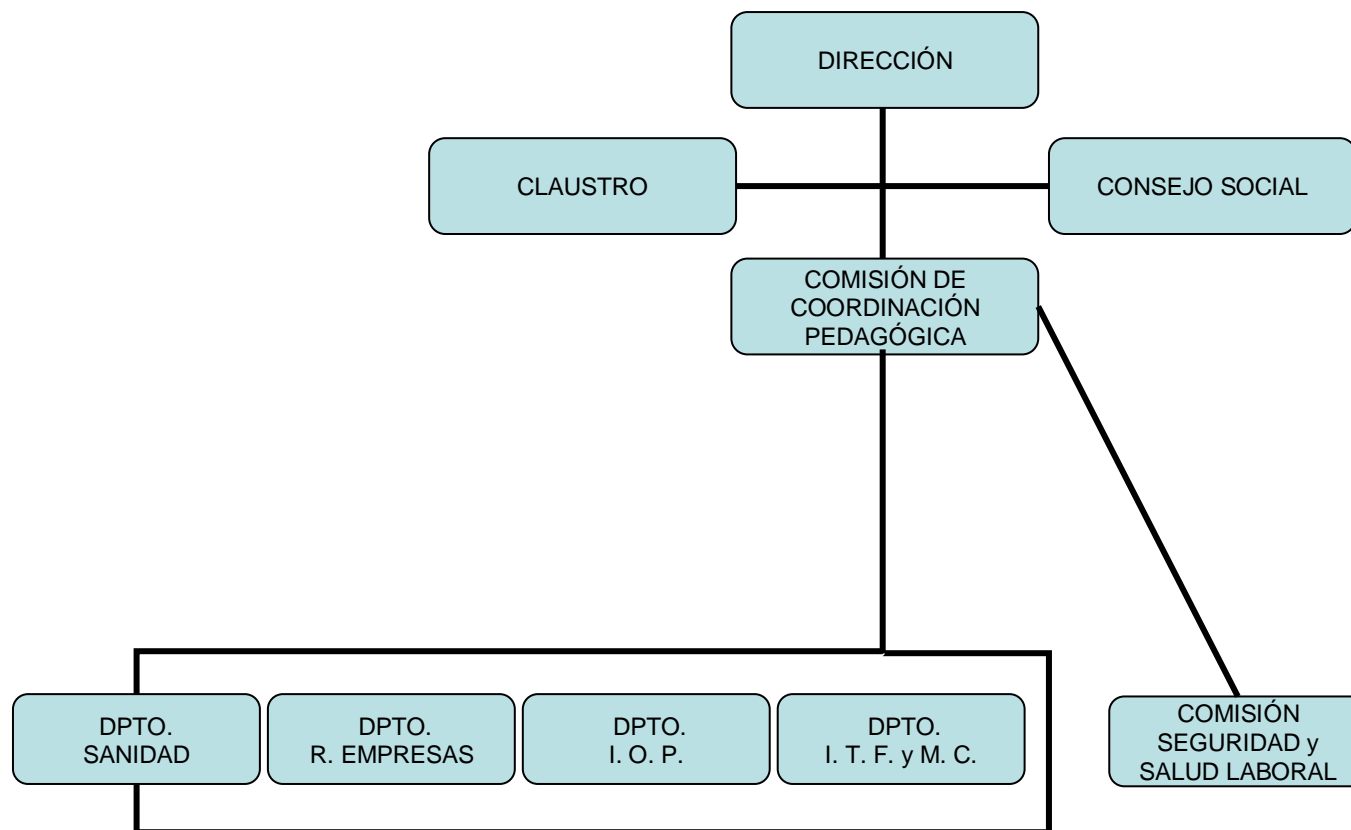 DIRECCIÓN
CLAUSTRO
CONSEJO SOCIAL
COMISIÓN DE
COORDINACIÓN
PEDAGÓGICA
DPTO.
SANIDAD
DPTO.
R. EMPRESAS
DPTO.
I. O. P.
DPTO.
I. T. F. y M. C.
COMISIÓN
SEGURIDAD y
SALUD LABORAL